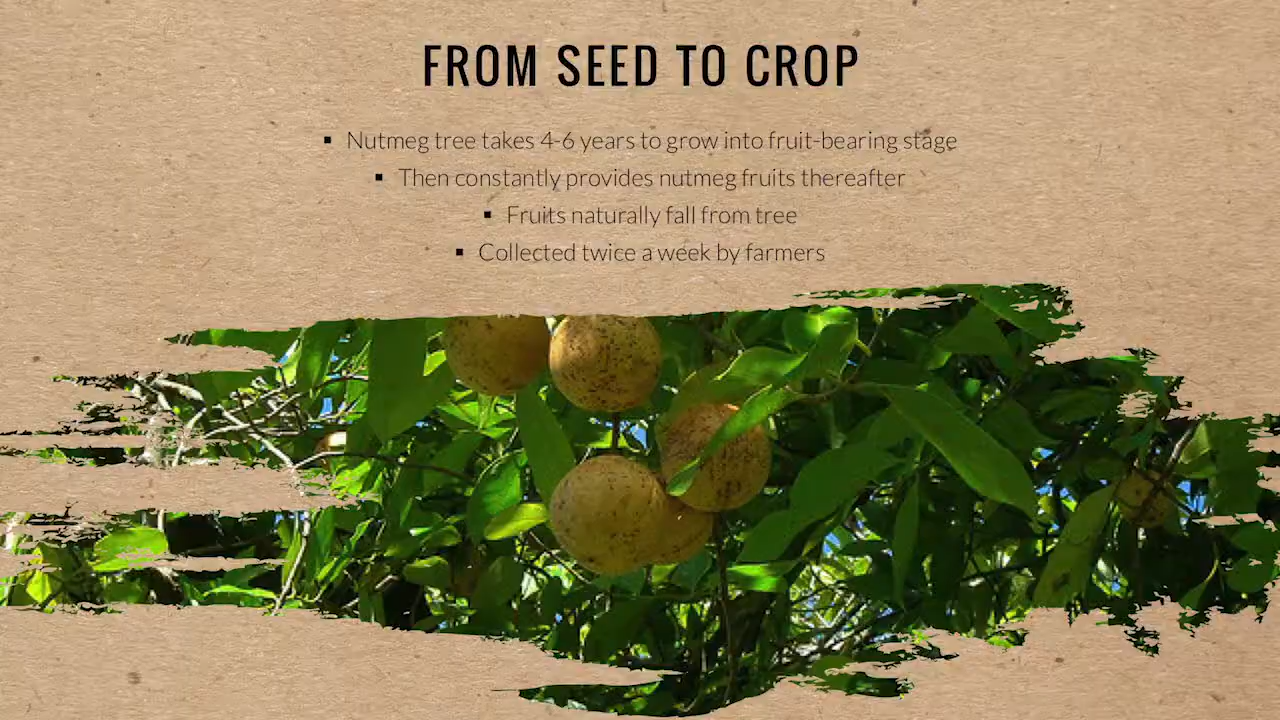 FROM SEED TO CROP
▪ Nutmeg tree takes 4-6 years to grow into fruit-bearing stage
▪ Then constantly provides nutmeg fruits thereafter
▪ Fruits naturally fall from tree
▪ Collected twice a week by farmers